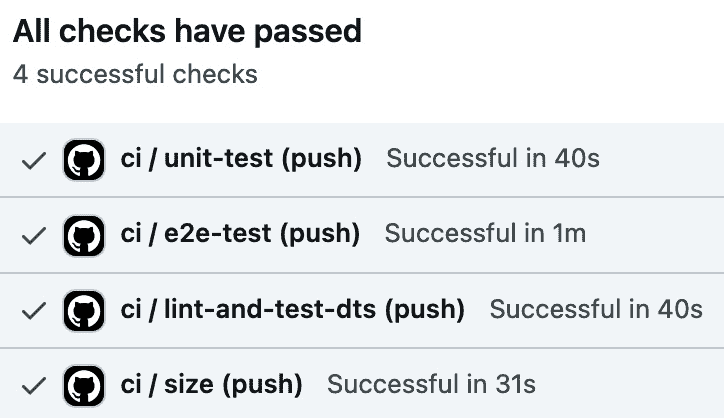 All checks have passed
4 successful checks
ci / unit-test (push) Successful in 40s
ci / e2e-test (push) Successful in 1m
ci / lint-and-test-dts (push) Successful in 40s
ci / size (push) Successful in 31s